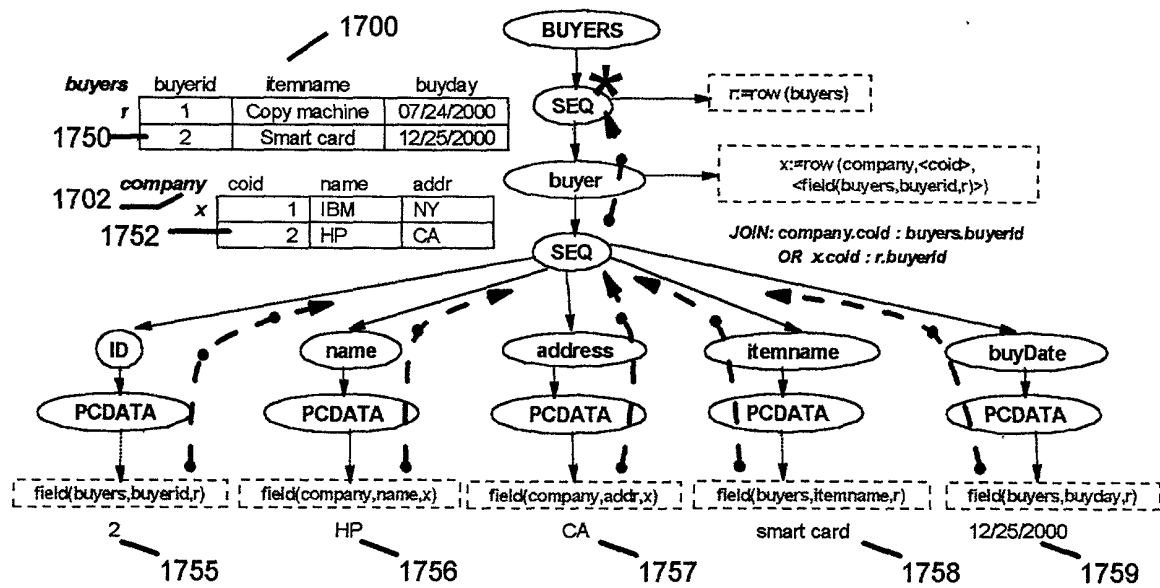 1700
BUYERS
buyers buyerid itemname buyday
r 1 Copy machine 07/24/2000
1750 2 Smart card 12/25/2000
SEQ *
r:=row (buyers)
1702 company coid name addr
x 1 IBM NY
1752 2 HP CA
buyer
x:=row (company,<coid>,
<field(buyers,buyerid,r)>)
SEQ
JOIN: company.coid : buyers.buyerid
OR x.coid : r.buyerid
ID name address itemname buyDate
PCDATA PCDATA PCDATA PCDATA PCDATA
field(buyers,buyerid,r) field(company,name,x) field(company,addr,x) field(buyers,itemname,r) field(buyers,buyday,r)
2 HP CA smart card 12/25/2000
1755 1756 1757 1758 1759